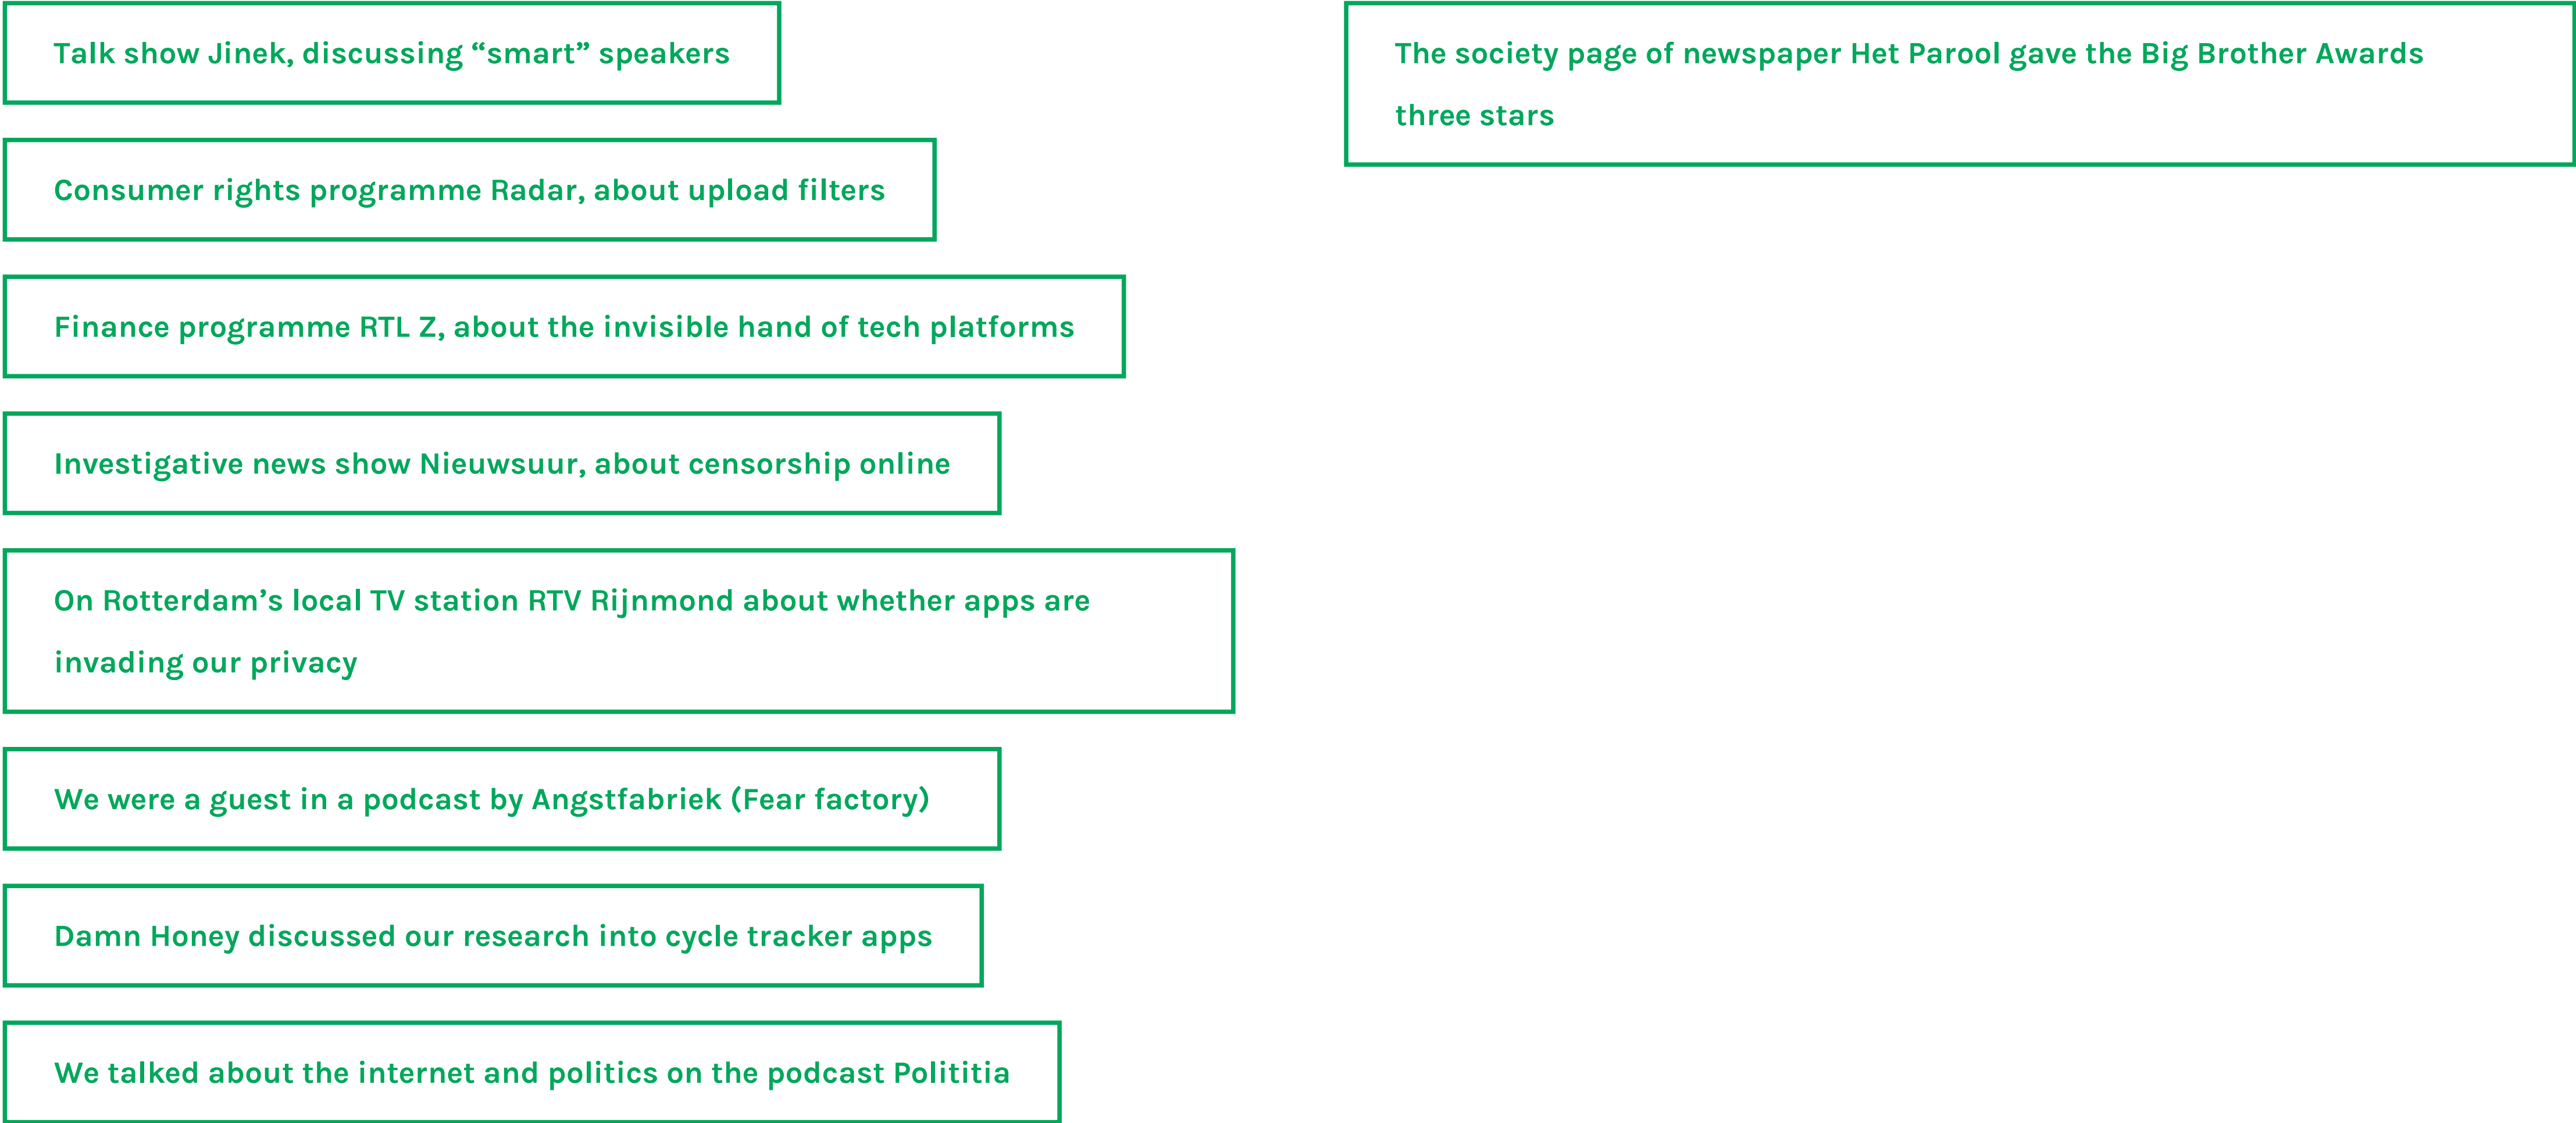 Talk show Jinek, discussing “smart” speakers
Consumer rights programme Radar, about upload filters
Finance programme RTL Z, about the invisible hand of tech platforms
Investigative news show Nieuwsuur, about censorship online
On Rotterdam’s local TV station RTV Rijnmond about whether apps are
invading our privacy
We were a guest in a podcast by Angstfabriek (Fear factory)
Damn Honey discussed our research into cycle tracker apps
We talked about the internet and politics on the podcast Polititia
The society page of newspaper Het Parool gave the Big Brother Awards
three stars